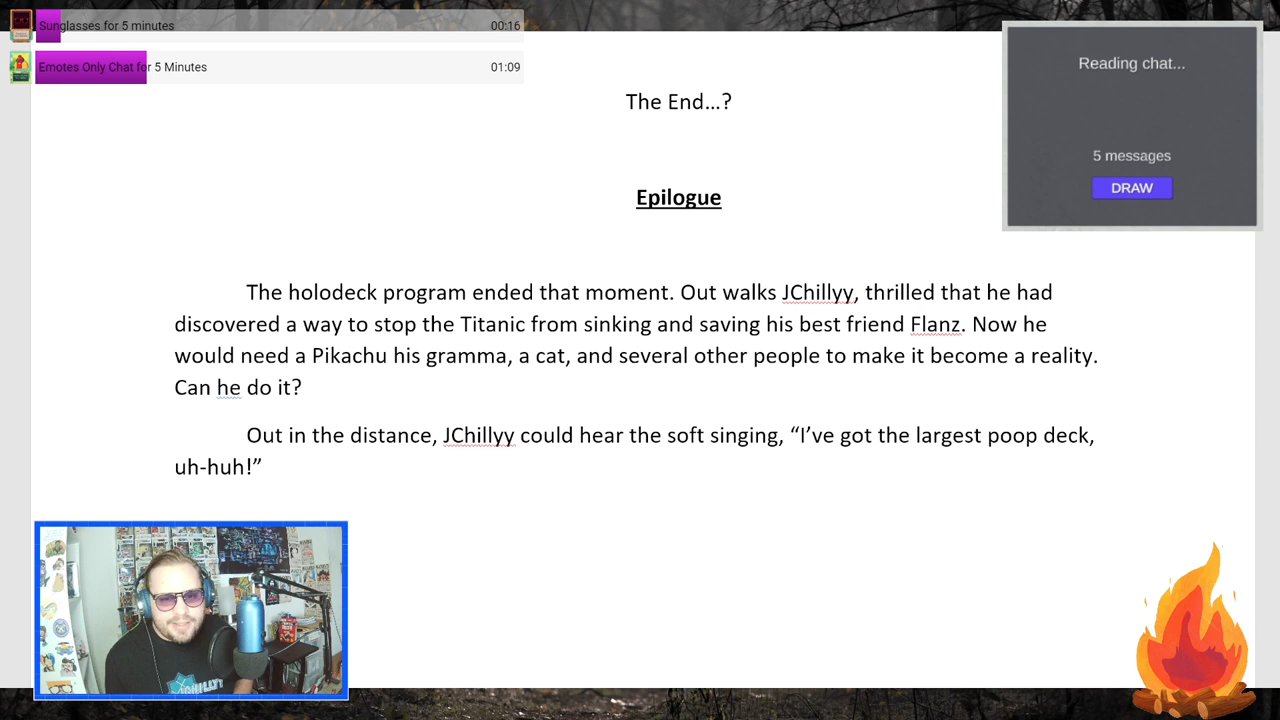 Sunglasses for 5 minutes 00:16
Emotes Only Chat for 5 Minutes 01:09
Reading chat...
5 messages
DRAW
The End...?
Epilogue
The holodeck program ended that moment. Out walks JChillyy, thrilled that he had
discovered a way to stop the Titanic from sinking and saving his best friend Flanz. Now he
would need a Pikachu his gramma, a cat, and several other people to make it become a reality.
Can he do it?
Out in the distance, JChillyy could hear the soft singing, “I’ve got the largest poop deck,
uh-huh!”